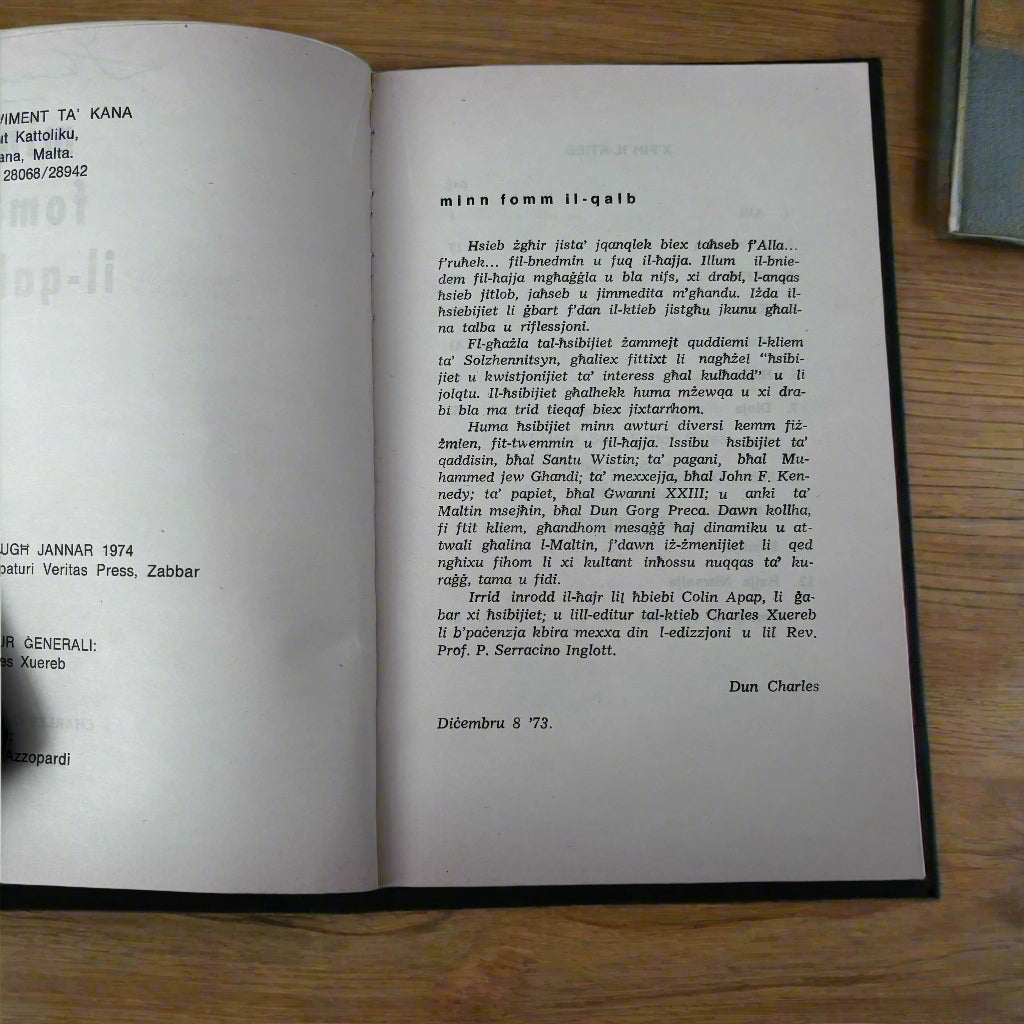 VIMENT TA' KANA
ut Kattoliku,
ana, Malta.
28068/28942
UGĦ JANNAR 1974
paturi Veritas Press, Zabbar
UR ĠENERALI:
es Xuereb
Azzopardi
minn fomm il-qalb
Hsieb żgħir jista' jqanqlek biex taħseb f'Alla...
f'ruħek... fil-bnedmin u fuq il-ħajja. Illum il-bnie-
dem fil-ħajja mgħaġġla u bla nifs, xi drabi, l-anqas
ħsieb jitlob, jaħseb u jimmedita m'għandu. Iżda il-
ħsiebijiet li ġbart f'dan il-ktieb jistgħu jkunu għali-
na talba u riflessjoni.
Fl-għażla tal-ħsibijiet żammejt quddiemi l-kliem
ta' Solzhennitsyn, għaliex fittixt li nagħżel "ħsibi-
jiet u kwistjonijiet ta' interess għal kulħadd" u li
jolqtu. Il-ħsibijiet għalhekk huma mżewqa u xi dra-
bi bla ma trid tieqaf biex jixtarrhom.
Huma ħsibijiet minn awturi diversi kemm fiż-
żmien, fit-twemmin u fil-ħajja. Issibu ħsibijiet ta'
qaddisin, bħal Santu Wistin; ta' pagani, bħal Mu-
hammed jew Ghandi; ta' mexxejja, bħal John F. Ken-
nedy; ta' papiet, bħal Ġwanni XXIII; u anki ta'
Maltin msejħin, bħal Dun Gorg Preca. Dawn kollha,
fi ftit kliem, għandhom mesaġġ ħaj dinamiku u at-
twali għalina l-Maltin, f'dawn iż-żmenijiet li qed
ngħixu fihom li xi kultant inħossu nuqqas ta' ku-
raġġ, tama u fidi.
Irrid inrodd il-ħajr lil ħbiebi Colin Apap, li ġa-
bar xi ħsibijiet; u lill-editur tal-ktieb Charles Xuereb
li b'paċenzja kbira mexxa din l-edizzjoni u lil Rev.
Prof. P. Serracino Inglott.
Dun Charles
Diċembru 8 '73.